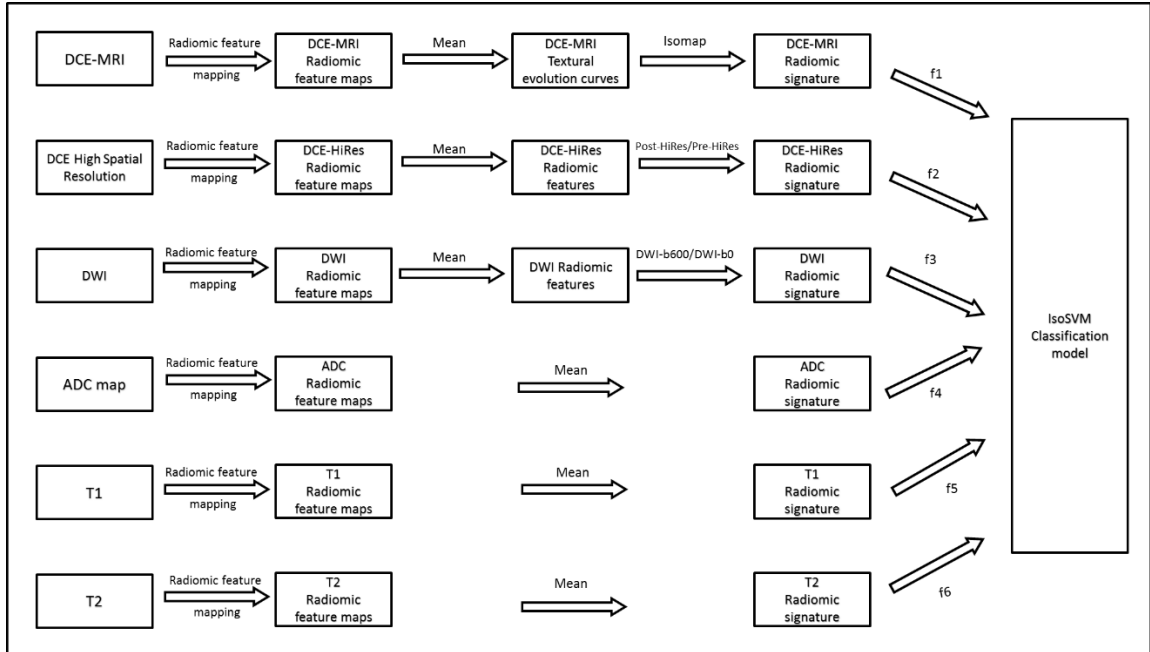 DCE-MRI
Radiomic feature
mapping
DCE-MRI
Radiomic
feature maps
Mean
DCE-MRI
Textural
evolution curves
Isomap
DCE-MRI
Radiomic
signature
f1
DCE High Spatial
Resolution
Radiomic feature
mapping
DCE-HiRes
Radiomic
feature maps
Mean
DCE-HiRes
Radiomic
features
Post-HiRes/Pre-HiRes
DCE-HiRes
Radiomic
signature
f2
DWI
Radiomic feature
mapping
DWI
Radiomic
feature maps
Mean
DWI Radiomic
features
DWI-b600/DWI-b0
DWI
Radiomic
signature
f3
ADC map
Radiomic feature
mapping
ADC
Radiomic
feature maps
Mean
ADC
Radiomic
signature
f4
T1
Radiomic feature
mapping
T1
Radiomic
feature maps
Mean
T1
Radiomic
signature
f5
T2
Radiomic feature
mapping
T2
Radiomic
feature maps
Mean
T2
Radiomic
signature
f6
IsoSVM
Classification
model